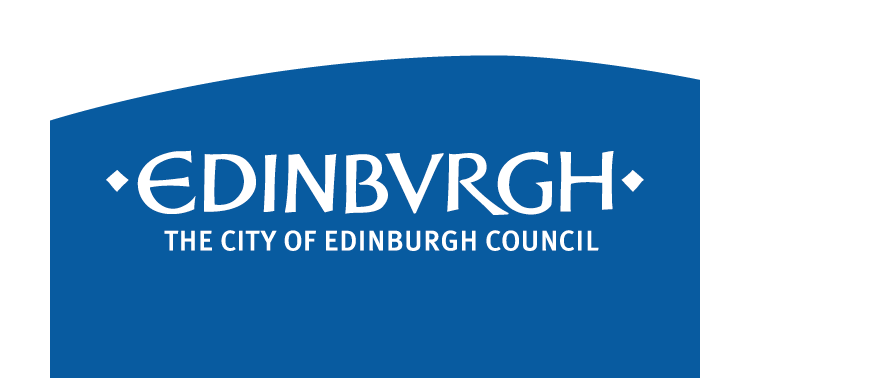 EDINBVRGH
THE CITY OF EDINBURGH COUNCIL